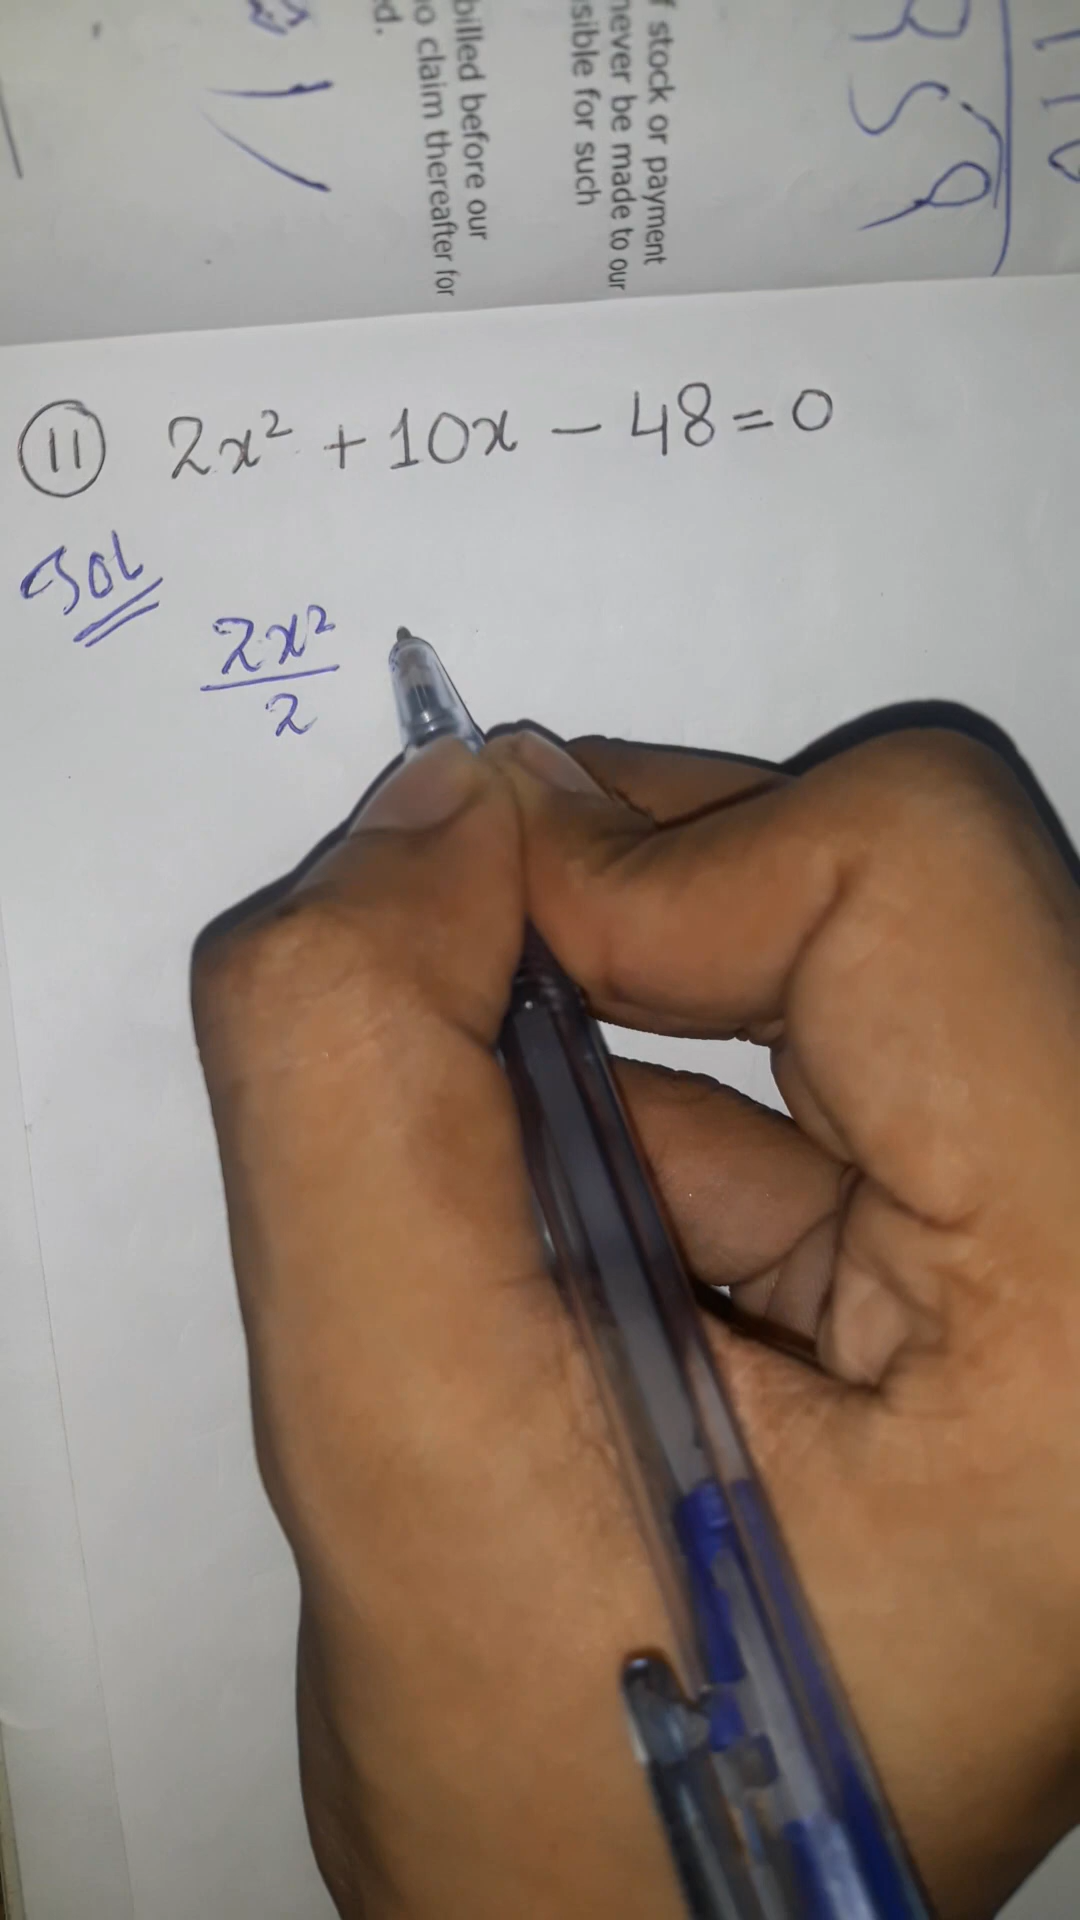 f stock or payment
never be made to our
sible for such
billed before our
o claim thereafter for
d.
359
11 2x² + 10x - 48 = 0
Sol
2x²
2